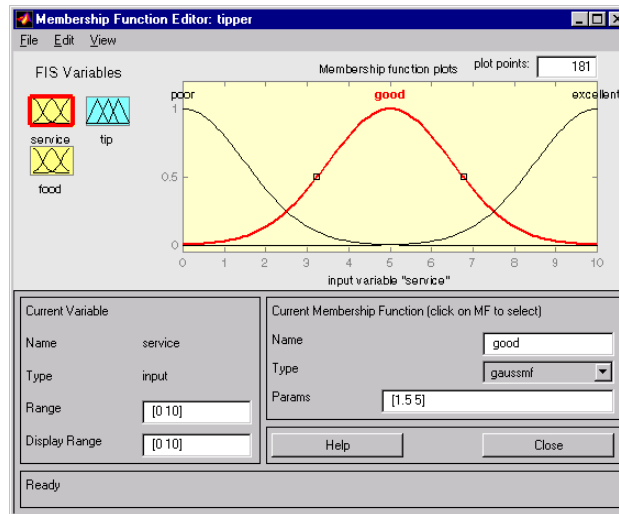 Membership Function Editor: tipper
File Edit View
FIS Variables
Membership function plots plot points: 181
service tip
food
poor good excellent
1
0.5
0
0 1 2 3 4 5 6 7 8 9 10
input variable "service"
Current Variable
Name service
Type input
Range [0 10]
Display Range [0 10]
Current Membership Function (click on MF to select)
Name good
Type gaussmf
Params [1.5 5]
Help Close
Ready